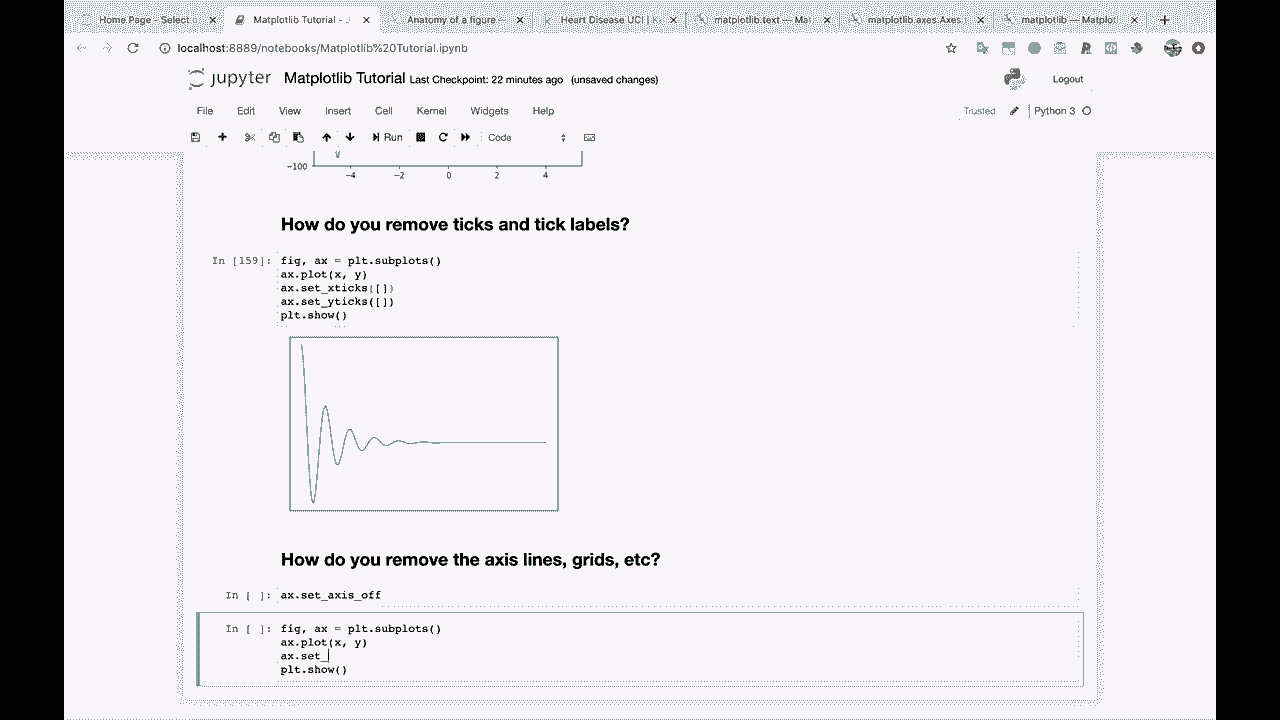 Home Page - Select
Matplotlib Tutorial - J
Anatomy of a figure —
Heart Disease UCI | K
matplotlib.text — Ma
matplotlib.axes.Axes.
matplotlib — Matplot
localhost:8889/notebooks/Matplotlib%20Tutorial.ipynb
jupyter Matplotlib Tutorial Last Checkpoint: 22 minutes ago (unsaved changes)
Logout
File Edit View Insert Cell Kernel Widgets Help
Trusted
Python 3
Run
Code
−100
−4 −2 0 2 4
How do you remove ticks and tick labels?
In [159]: fig, ax = plt.subplots()
ax.plot(x, y)
ax.set_xticks([])
ax.set_yticks([])
plt.show()
How do you remove the axis lines, grids, etc?
In [ ]: ax.set_axis_off
In [ ]: fig, ax = plt.subplots()
ax.plot(x, y)
ax.set_
plt.show()